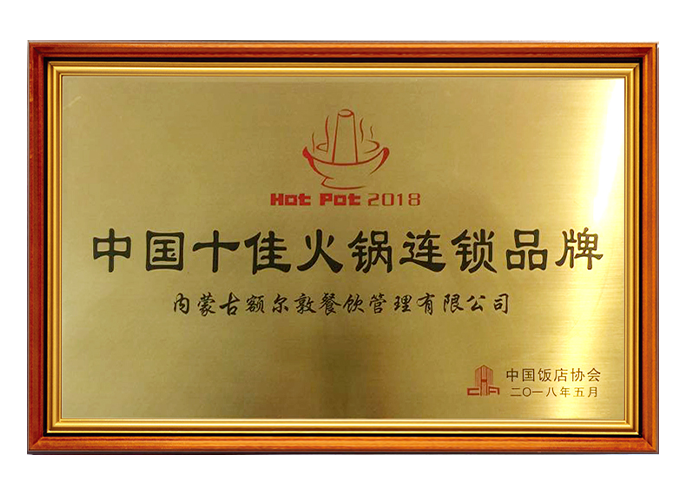 Hot Pot 2018
中国十佳火锅连锁品牌
内蒙古额尔敦餐饮管理有限公司
CHA
中国饭店协会
二〇一八年五月